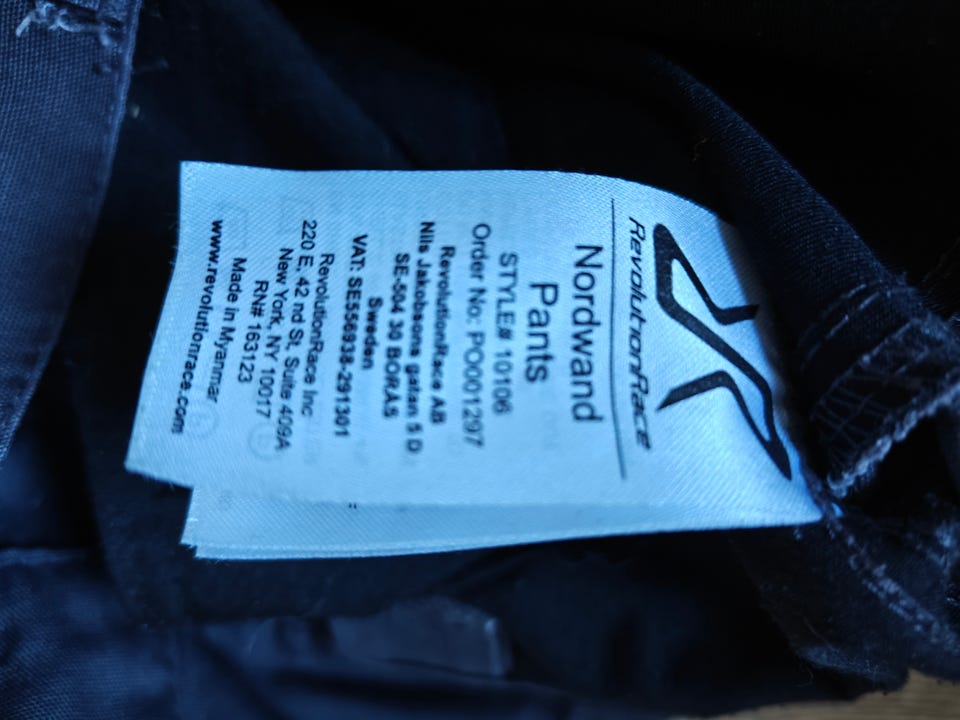 RevolutionRace
Nordwand
Pants
STYLE# 10106
Order No: PO001297
RevolutionRace AB
Nils Jakobsons gatan 5 D
SE-504 30 BORÅS
Sweden
VAT: SE556938-291301
RevolutionRace Inc
220 E. 42 nd St, Suite 409A
New York, NY 10017
RN# 163123
Made in Myanmar
www.revolutionrace.com